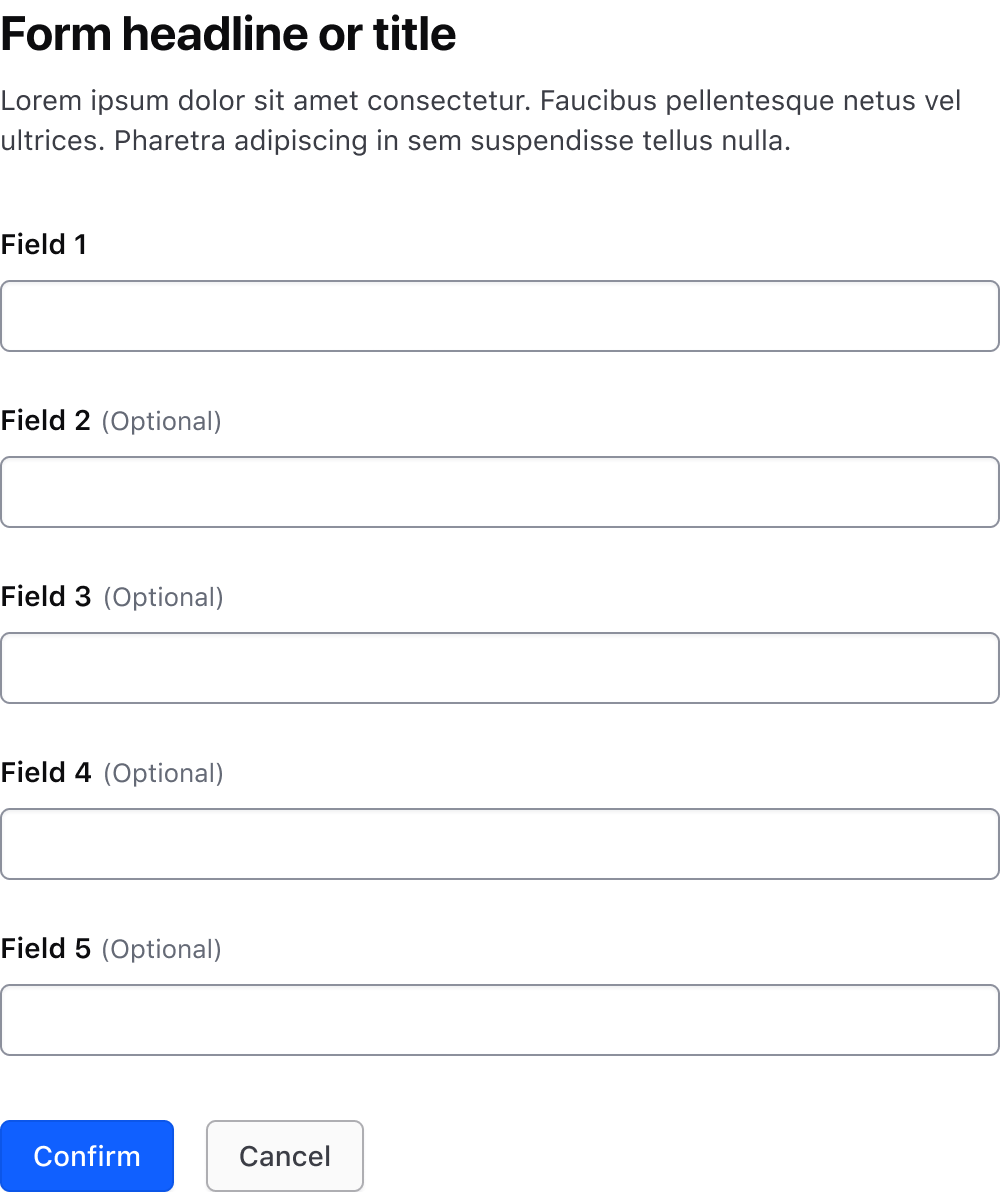 Form headline or title
Lorem ipsum dolor sit amet consectetur. Faucibus pellentesque netus vel
ultrices. Pharetra adipiscing in sem suspendisse tellus nulla.
Field 1
Field 2 (Optional)
Field 3 (Optional)
Field 4 (Optional)
Field 5 (Optional)
Confirm Cancel